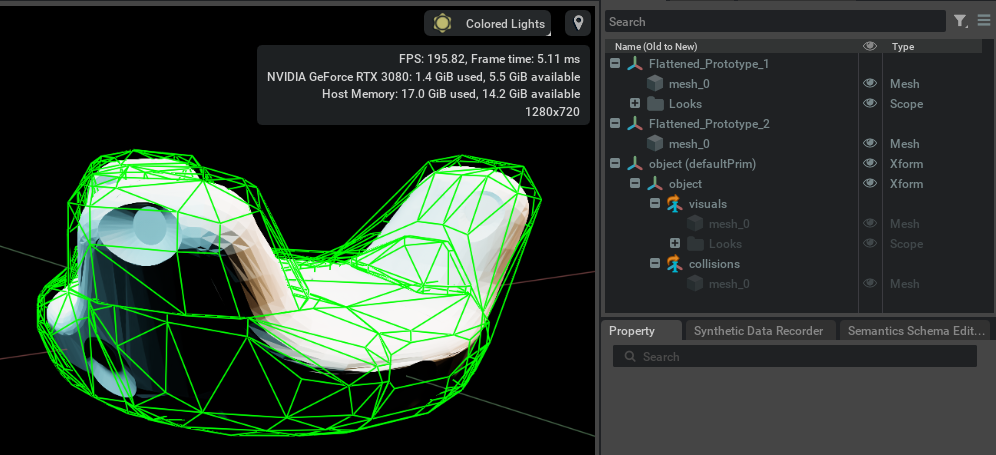 Colored Lights
FPS: 195.82, Frame time: 5.11 ms
NVIDIA GeForce RTX 3080: 1.4 GiB used, 5.5 GiB available
Host Memory: 17.0 GiB used, 14.2 GiB available
1280x720
Search
Name (Old to New) Type
Flattened_Prototype_1
mesh_0 Mesh
Looks Scope
Flattened_Prototype_2
mesh_0 Mesh
object (defaultPrim) Xform
object Xform
visuals
mesh_0 Mesh
Looks Scope
collisions
mesh_0 Mesh
Property Synthetic Data Recorder Semantics Schema Edit...
Search